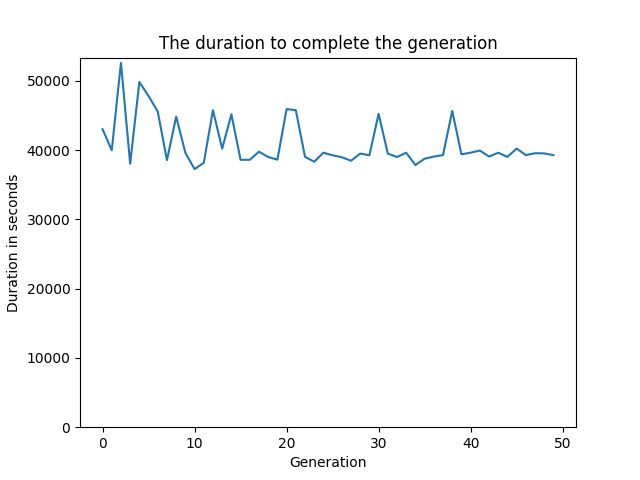 The duration to complete the generation
Duration in seconds
50000
40000
30000
20000
10000
0
0 10 20 30 40 50
Generation